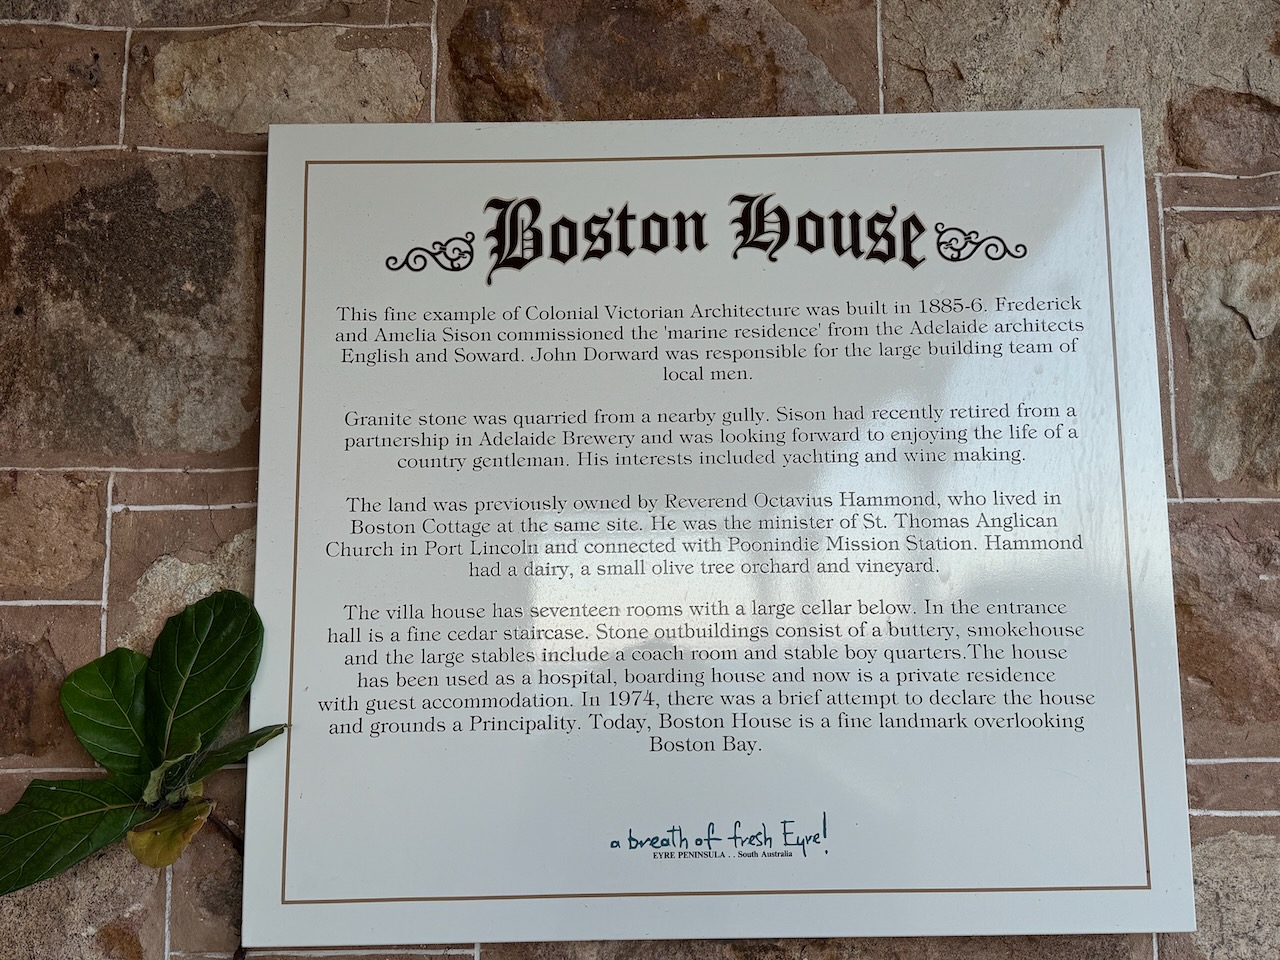 Boston House
This fine example of Colonial Victorian Architecture was built in 1885-6. Frederick
and Amelia Sison commissioned the 'marine residence' from the Adelaide architects
English and Soward. John Dorward was responsible for the large building team of
local men.
Granite stone was quarried from a nearby gully. Sison had recently retired from a
partnership in Adelaide Brewery and was looking forward to enjoying the life of a
country gentleman. His interests included yachting and wine making.
The land was previously owned by Reverend Octavius Hammond, who lived in
Boston Cottage at the same site. He was the minister of St. Thomas Anglican
Church in Port Lincoln and connected with Poonindie Mission Station. Hammond
had a dairy, a small olive tree orchard and vineyard.
The villa house has seventeen rooms with a large cellar below. In the entrance
hall is a fine cedar staircase. Stone outbuildings consist of a buttery, smokehouse
and the large stables include a coach room and stable boy quarters.The house
has been used as a hospital, boarding house and now is a private residence
with guest accommodation. In 1974, there was a brief attempt to declare the house
and grounds a Principality. Today, Boston House is a fine landmark overlooking
Boston Bay.
a breath of fresh Eyre!
EYRE PENINSULA . . South Australia